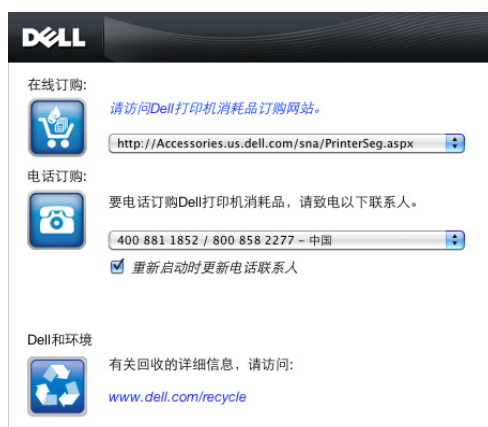 DELL
在线订购:
请访问Dell打印机消耗品订购网站。
http://Accessories.us.dell.com/sna/PrinterSeg.aspx
电话订购:
要电话订购Dell打印机消耗品，请致电以下联系人。
400 881 1852 / 800 858 2277 – 中国
重新启动时更新电话联系人
Dell和环境
有关回收的详细信息，请访问:
www.dell.com/recycle